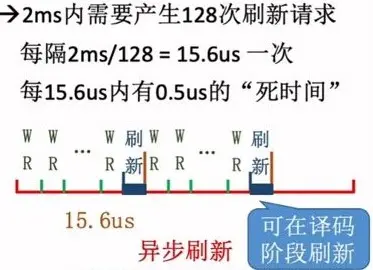 →2ms内需要产生128次刷新请求
每隔2ms/128 = 15.6us 一次
每15.6us内有0.5us的“死时间”
W W ... 刷 W W W ... 刷
R R 新 R R R 新
15.6us
异步刷新
可在译码
阶段刷新